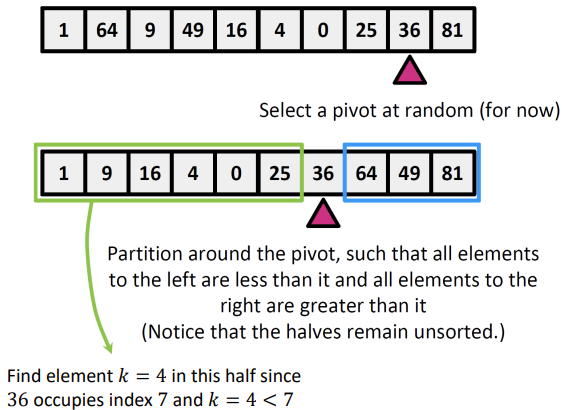 1 64 9 49 16 4 0 25 36 81
Select a pivot at random (for now)
1 9 16 4 0 25 36 64 49 81
Partition around the pivot, such that all elements
to the left are less than it and all elements to the
right are greater than it
(Notice that the halves remain unsorted.)
Find element k = 4 in this half since
36 occupies index 7 and k = 4 < 7